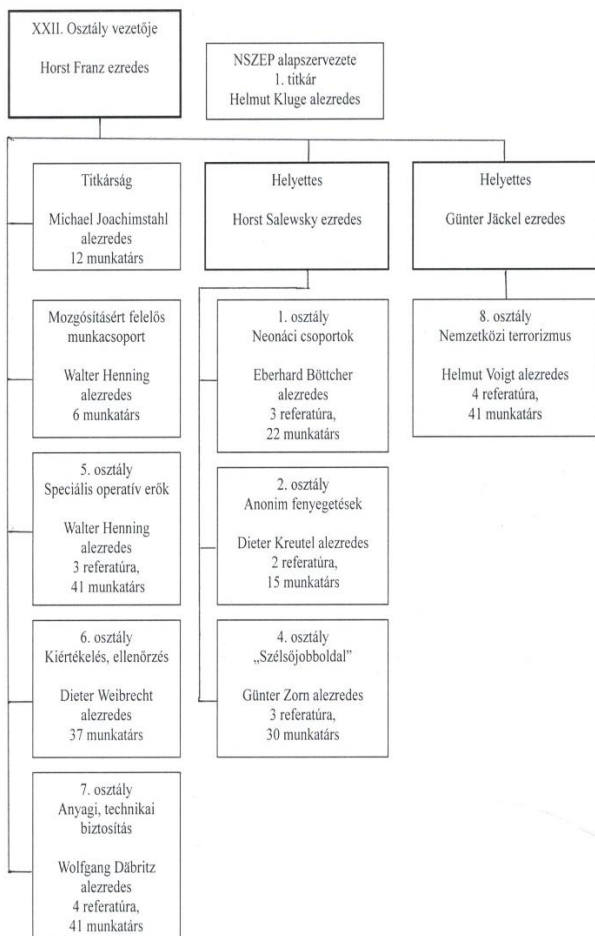 XXII. Osztály vezetője
Horst Franz ezredes
NSZEP alapszervezete
1. titkár
Helmut Kluge alezredes
Titkárság
Michael Joachimstahl
alezredes
12 munkatárs
Mozgósításért felelős
munkacsoport
Walter Henning
alezredes
6 munkatárs
5. osztály
Speciális operatív erők
Walter Henning
alezredes
3 referatúra,
41 munkatárs
6. osztály
Kiértékelés, ellenőrzés
Dieter Weibrecht
alezredes
37 munkatárs
7. osztály
Anyagi, technikai
biztosítás
Wolfgang Däbritz
alezredes
4 referatúra,
41 munkatárs
Helyettes
Horst Salewsky ezredes
1. osztály
Neonáci csoportok
Eberhard Böttcher
alezredes
3 referatúra,
22 munkatárs
2. osztály
Anonim fenyegetések
Dieter Kreutel alezredes
2 referatúra,
15 munkatárs
4. osztály
„Szélsőjobboldal”
Günter Zorn alezredes
3 referatúra,
30 munkatárs
Helyettes
Günter Jäckel ezredes
8. osztály
Nemzetközi terrorizmus
Helmut Voigt alezredes
4 referatúra,
41 munkatárs